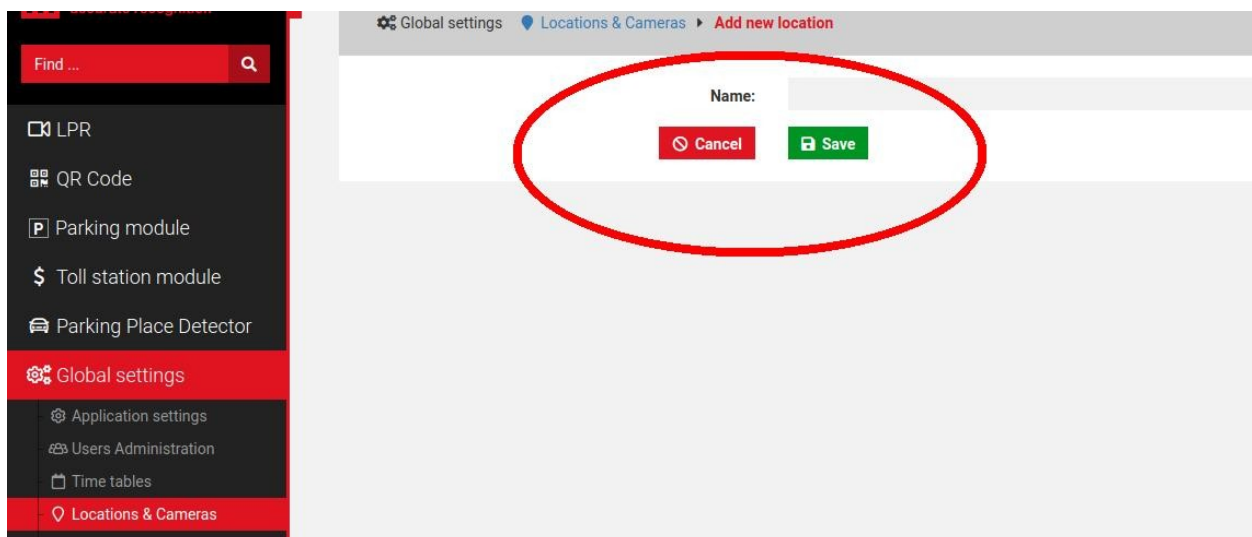 Global settings Locations & Cameras Add new location
Find ...
Name:
Cancel Save
LPR
QR Code
P Parking module
$ Toll station module
Parking Place Detector
Global settings
Application settings
Users Administration
Time tables
Locations & Cameras